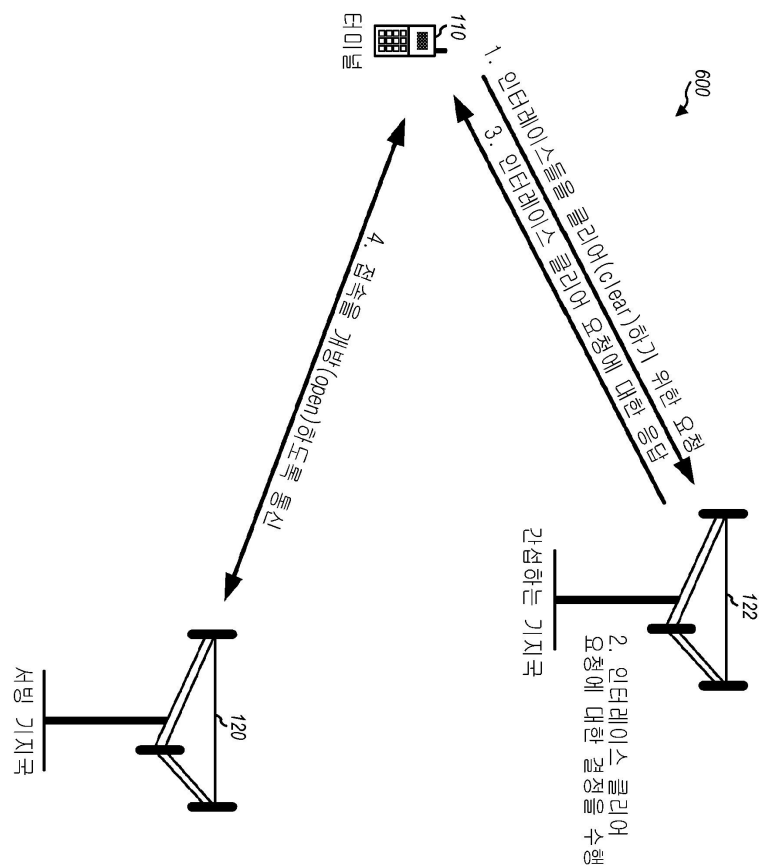 600
110
터미널
1. 인터레이스들을 클리어(clear)하기 위한 요청
3. 인터레이스 클리어 요청에 대한 응답
122
간섭하는 기지국
2. 인터레이스 클리어
요청에 대한 결정을 수행
4. 접속을 개방(open)하도록 통신
120
서빙 기지국